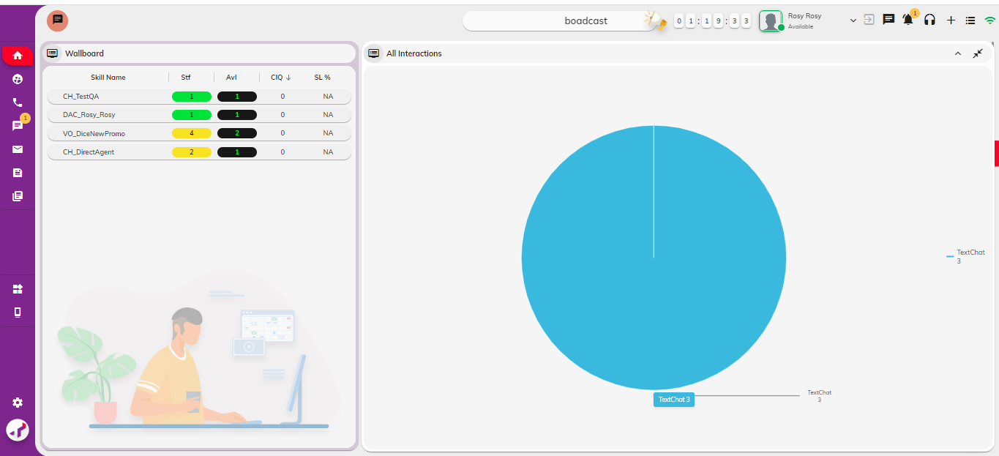 boadcast
0 1 : 1 9 : 3 3
Rosy Rosy
Available
1
Wallboard
Skill Name Stf Avl CIQ ↓ SL %
CH_TestQA 1 1 0 NA
DAC_Rosy_Rosy 1 1 0 NA
VO_DiceNewPromo 4 2 0 NA
CH_DirectAgent 2 1 0 NA
1
All Interactions
TextChat
3
TextChat 3
TextChat
3